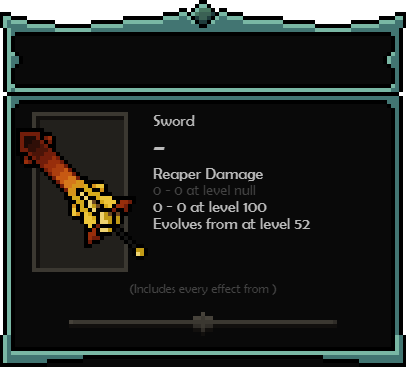 Sword
–
Reaper Damage
0 - 0 at level null
0 - 0 at level 100
Evolves from at level 52
(Includes every effect from )